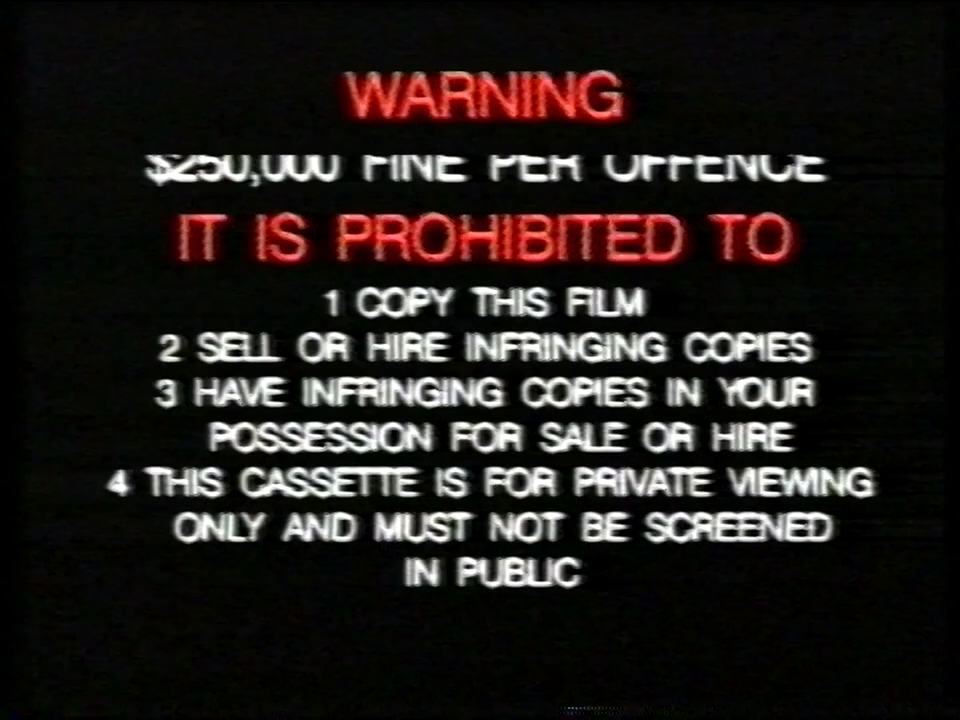 WARNING
$250,000 FINE PER OFFENCE
IT IS PROHIBITED TO
1 COPY THIS FILM
2 SELL OR HIRE INFRINGING COPIES
3 HAVE INFRINGING COPIES IN YOUR
POSSESSION FOR SALE OR HIRE
4 THIS CASSETTE IS FOR PRIVATE VIEWING
ONLY AND MUST NOT BE SCREENED
IN PUBLIC